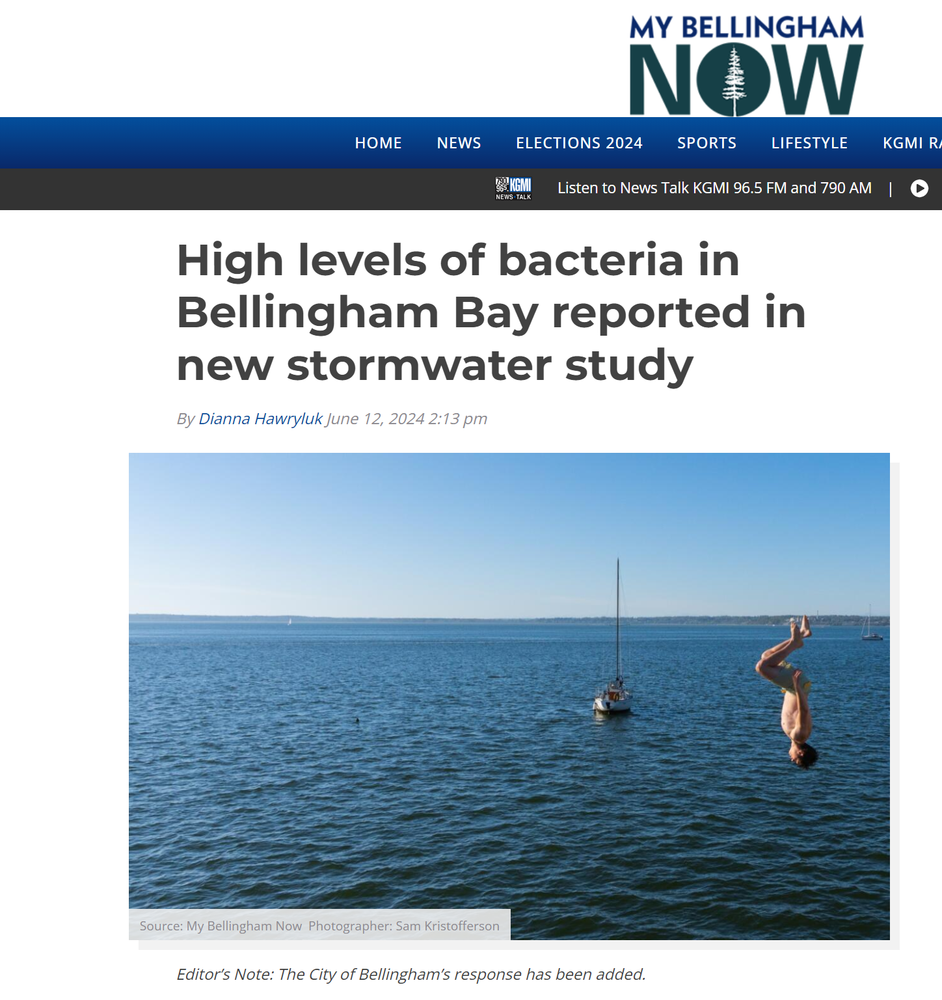 MY BELLINGHAM
NOW
HOME NEWS ELECTIONS 2024 SPORTS LIFESTYLE KGMI RA
790 KGMI
965
NEWS TALK
Listen to News Talk KGMI 96.5 FM and 790 AM |
High levels of bacteria in
Bellingham Bay reported in
new stormwater study
By Dianna Hawryluk June 12, 2024 2:13 pm
Source: My Bellingham Now Photographer: Sam Kristofferson
Editor’s Note: The City of Bellingham’s response has been added.